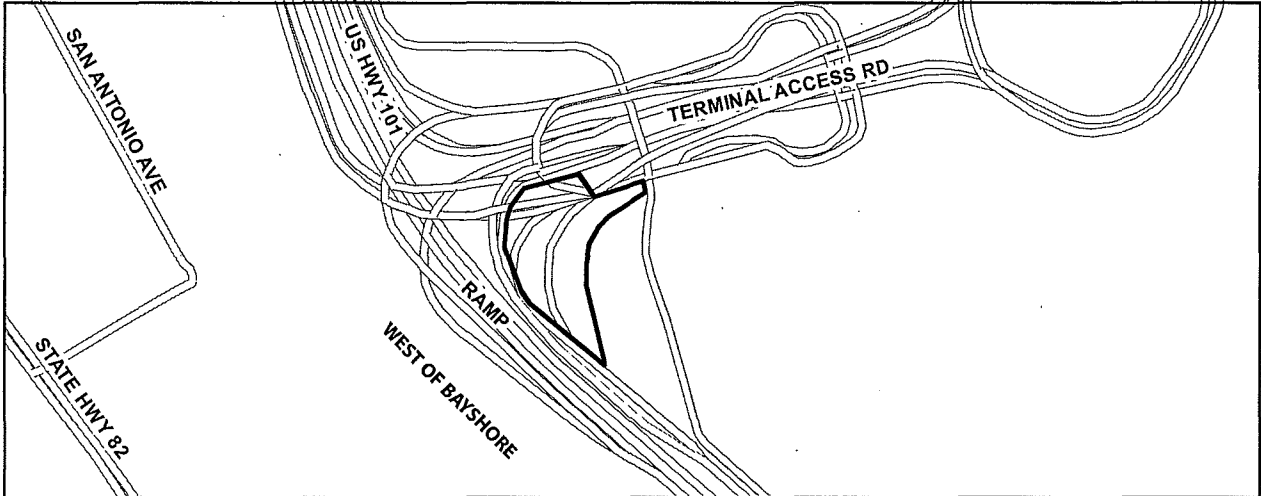 SAN ANTONIO AVE
US HWY 101
TERMINAL ACCESS RD
RAMP
WEST OF BAYSHORE
STATE HWY 82